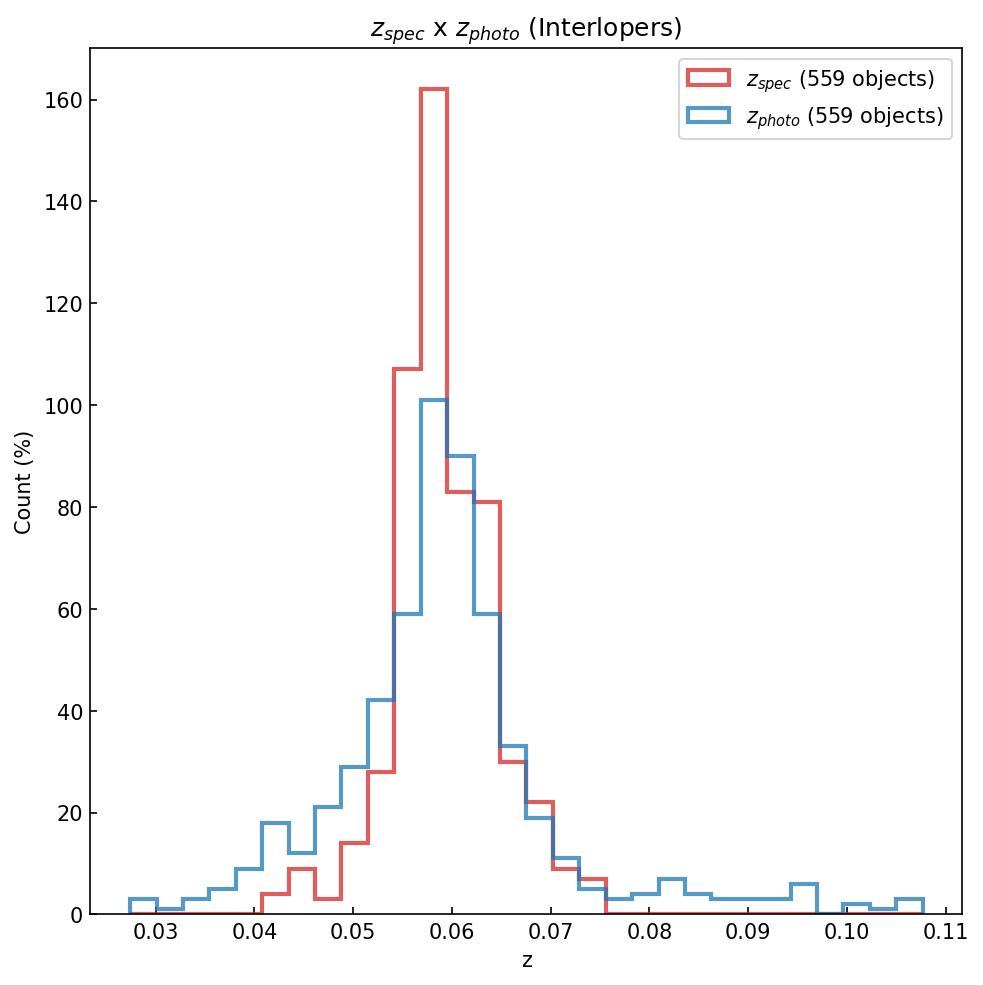 z_spec x z_photo (Interlopers)
z_spec (559 objects)
z_photo (559 objects)
Count (%)
160
140
120
100
80
60
40
20
0
0.03 0.04 0.05 0.06 0.07 0.08 0.09 0.10 0.11
z